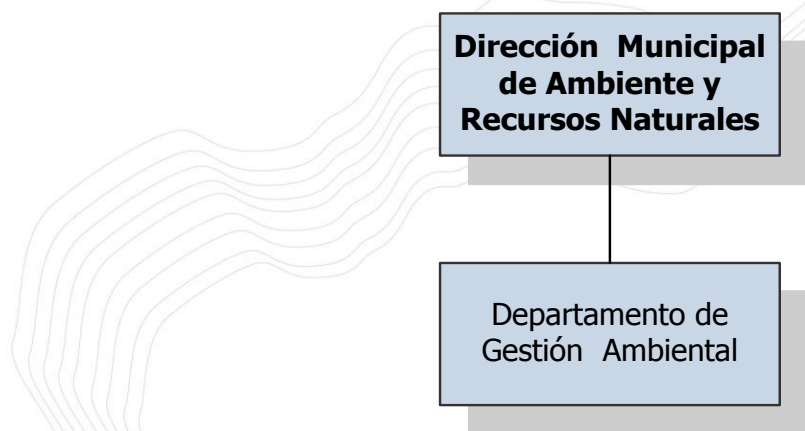 Dirección Municipal
de Ambiente y
Recursos Naturales
Departamento de
Gestión Ambiental